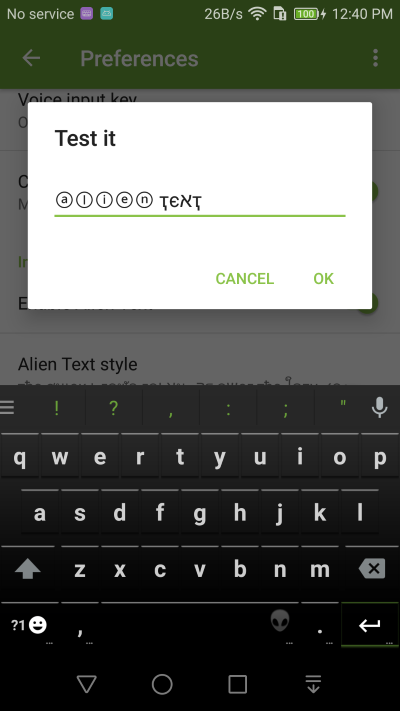 No service 26B/s 100 12:40 PM
Preferences
Voice input key
Test it
ⓐⓛⓘⓔⓝ ҭєאҭ
CANCEL OK
Alien Text style
! ? , : ; "
q w e r t y u i o p
a s d f g h j k l
z x c v b n m
?1 , .